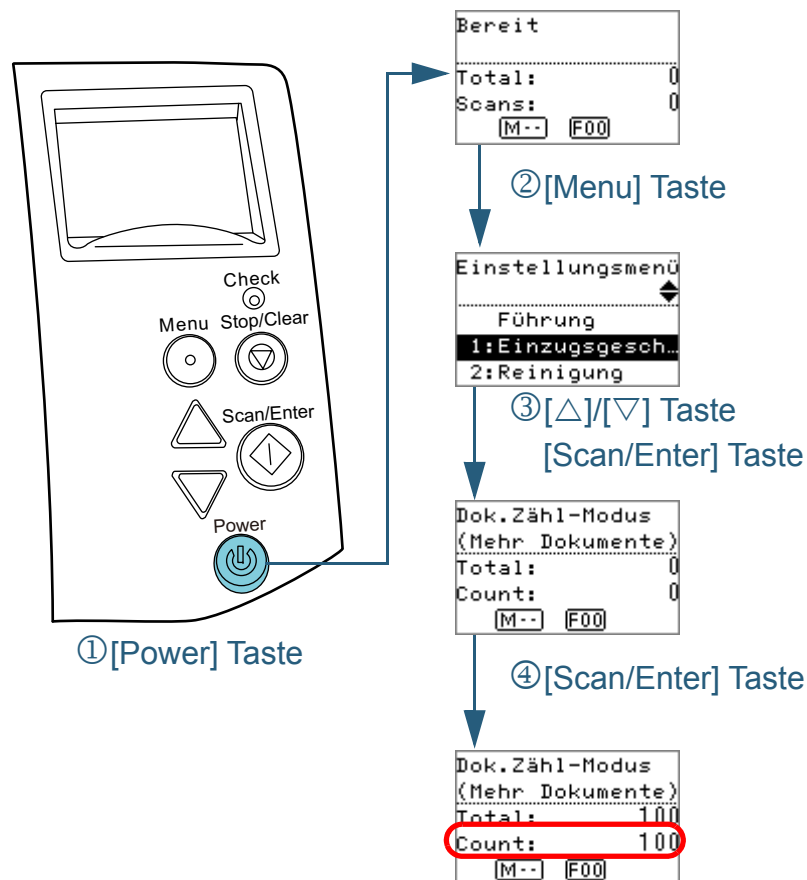 Check
Menu Stop/Clear
Scan/Enter
Power
①[Power] Taste
Bereit
Total: 0
Scans: 0
M-- F00
②[Menu] Taste
Einstellungsmenü
Führung
1:Einzugsgesch…
2:Reinigung
③[△]/[▽] Taste
[Scan/Enter] Taste
Dok.Zähl-Modus
(Mehr Dokumente)
Total: 0
Count: 0
M-- F00
④[Scan/Enter] Taste
Dok.Zähl-Modus
(Mehr Dokumente)
Total: 100
Count: 100
M-- F00